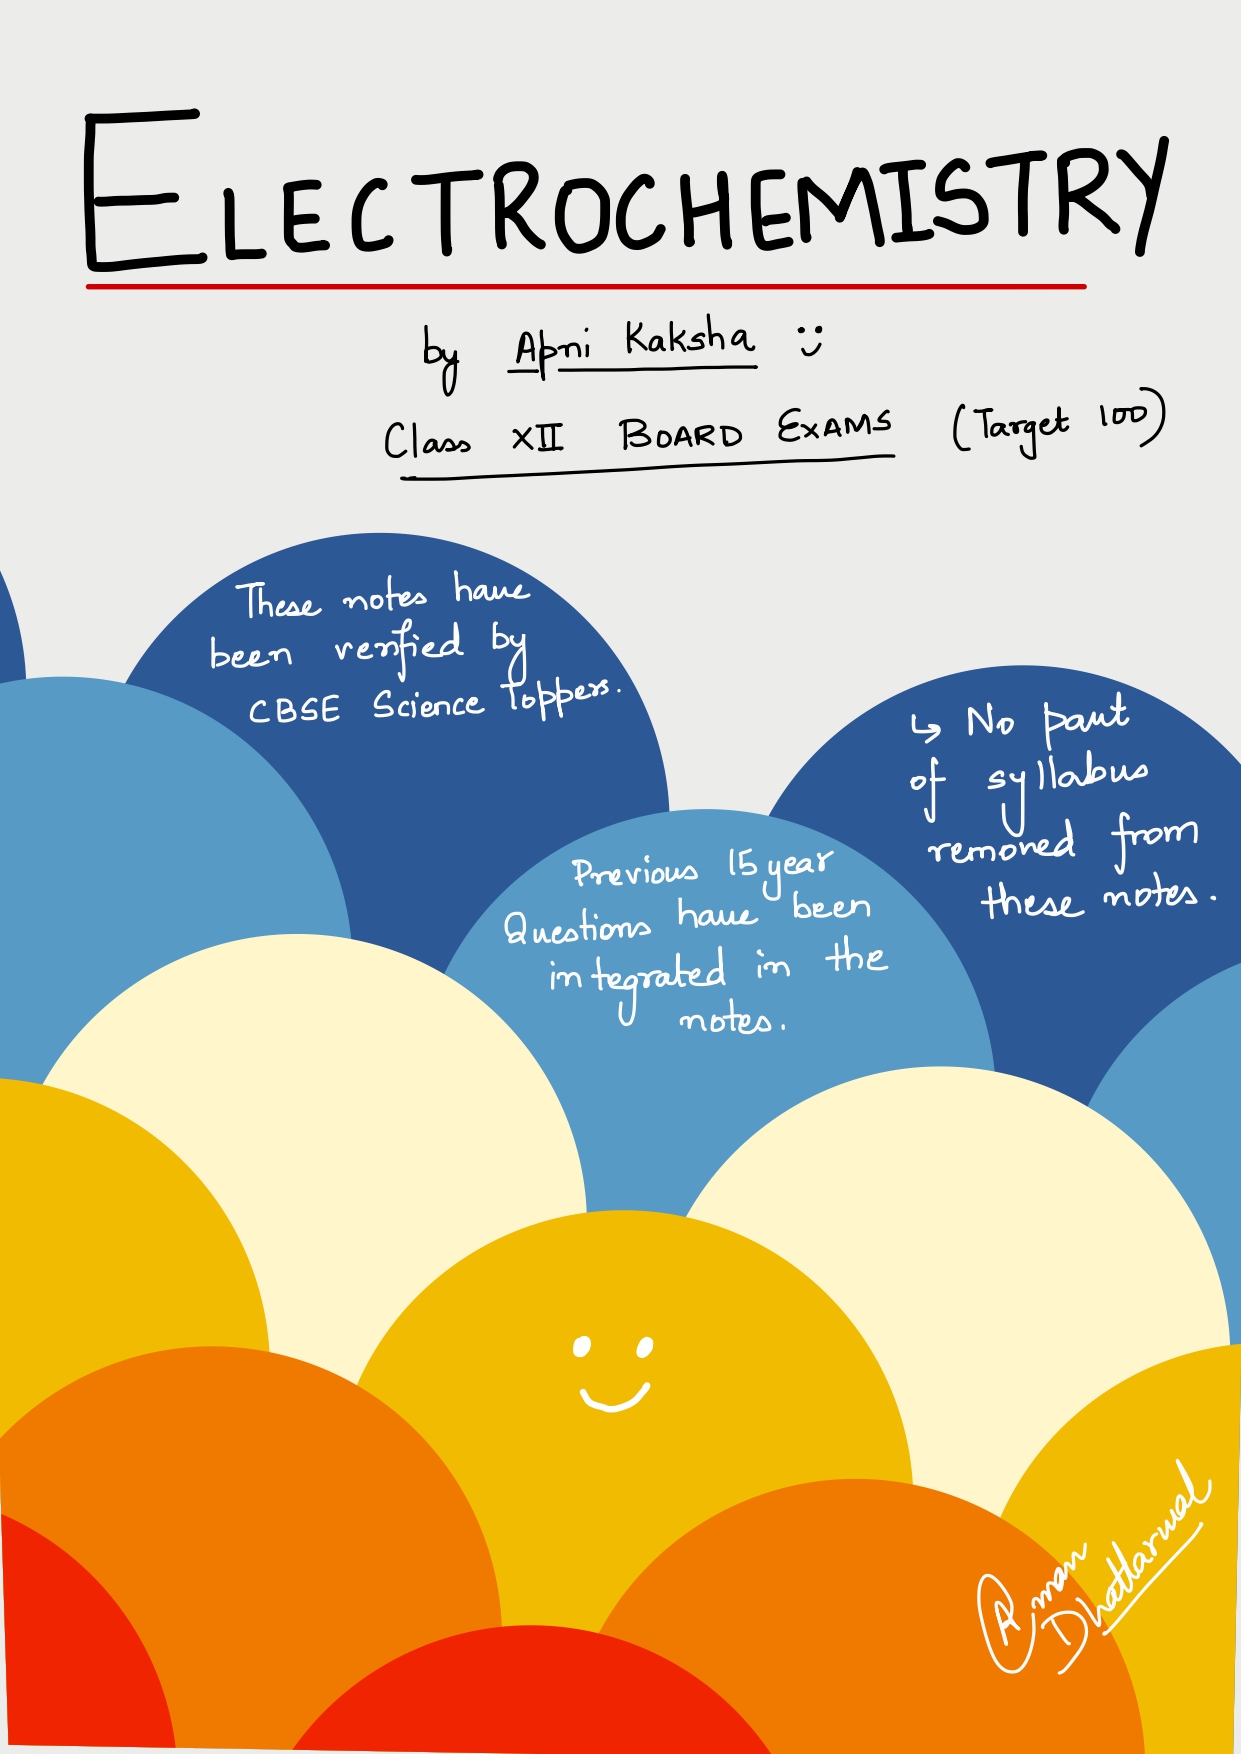 ELECTROCHEMISTRY
by Apni Kaksha
Class XII BOARD EXAMS (Target 100)
These notes have
been verified by
CBSE Science toppers.
↳ No part
of syllabus
removed from
these notes.
Previous 15 year
Questions have been
integrated in the
notes.
Aman
Dhattarwal